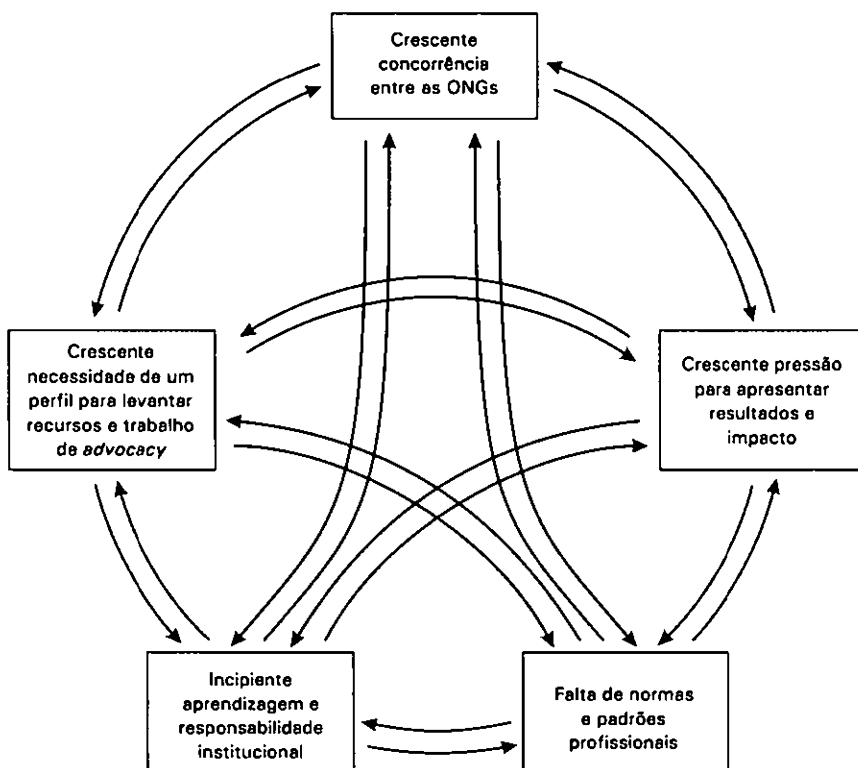 Crescente
concorrência
entre as ONGs
Crescente
necessidade de um
perfil para levantar
recursos e trabalho
de advocacy
Crescente pressão
para apresentar
resultados e
impacto
Incipiente
aprendizagem e
responsabilidade
institucional
Falta de normas
e padrões
profissionais